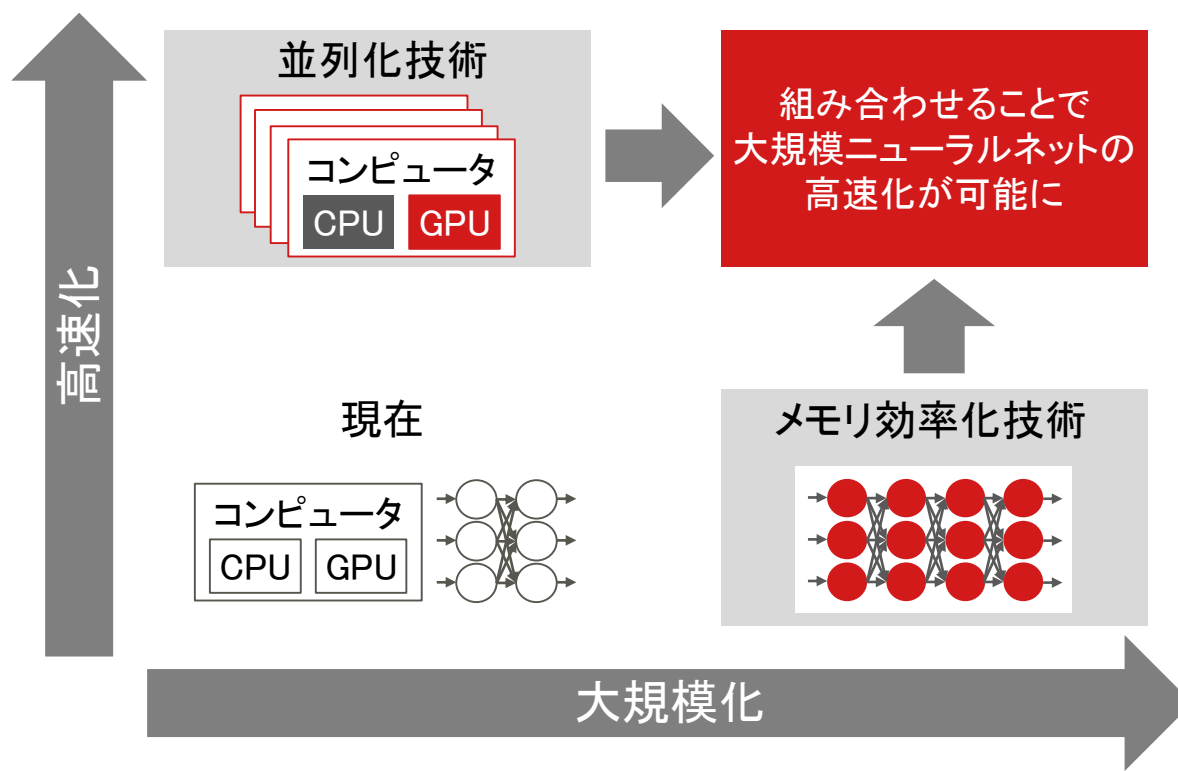 並列化技術
コンピュータ
CPU
GPU
組み合わせることで
大規模ニューラルネットの
高速化が可能に
高速化
現在
コンピュータ
CPU
GPU
メモリ効率化技術
大規模化